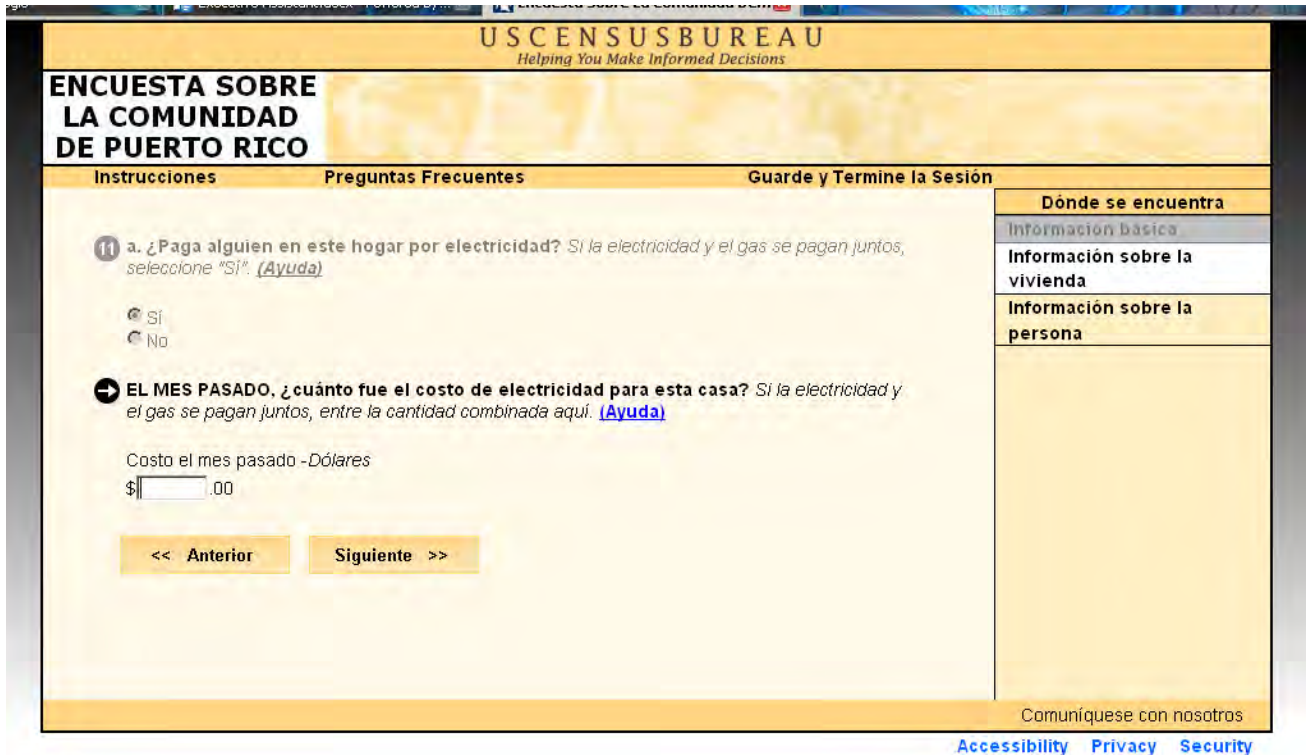 USCENSUSBUREAU
Helping You Make Informed Decisions
ENCUESTA SOBRE
LA COMUNIDAD
DE PUERTO RICO
Instrucciones Preguntas Frecuentes Guarde y Termine la Sesión
Dónde se encuentra
Información básica
Información sobre la
vivienda
Información sobre la
persona
11 a. ¿Paga alguien en este hogar por electricidad? Si la electricidad y el gas se pagan juntos,
seleccione "Sí". (Ayuda)
Sí
No
EL MES PASADO, ¿cuánto fue el costo de electricidad para esta casa? Si la electricidad y
el gas se pagan juntos, entre la cantidad combinada aquí. (Ayuda)
Costo el mes pasado -Dólares
$ .00
<< Anterior Siguiente >>
Comuníquese con nosotros
Accessibility Privacy Security